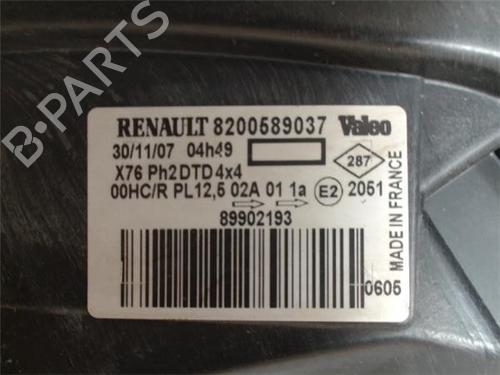 RENAULT 8200589037 Valeo
30/11/07 04h49
287
X76 Ph2 DTD 4x4
00HC/R PL12,5 02A 01 1a E2 2051
89902193
MADE IN FRANCE
0605
B-PARTS